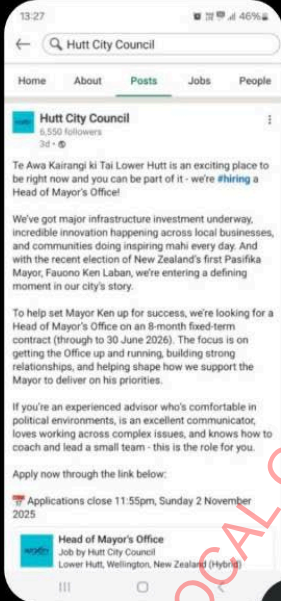 13:27
46%
Hutt City Council
Home About Posts Jobs People
Hutt City Council
6,550 followers
3d •
Te Awa Kairangi ki Tai Lower Hutt is an exciting place to
be right now and you can be part of it - we're #hiring a
Head of Mayor's Office!
We've got major infrastructure investment underway,
incredible innovation happening across local businesses,
and communities doing inspiring mahi every day. And
with the recent election of New Zealand's first Pasifika
Mayor, Fauono Ken Laban, we're entering a defining
moment in our city's story.
To help set Mayor Ken up for success, we're looking for a
Head of Mayor's Office on an 8-month fixed-term
contract (through to 30 June 2026). The focus is on
getting the Office up and running, building strong
relationships, and helping shape how we support the
Mayor to deliver on his priorities.
If you're an experienced advisor who's comfortable in
political environments, is an excellent communicator,
loves working across complex issues, and knows how to
coach and lead a small team - this is the role for you.
Apply now through the link below:
Applications close 11:55pm, Sunday 2 November
2025
Head of Mayor's Office
Job by Hutt City Council
Lower Hutt, Wellington, New Zealand (Hybrid)
OCAL